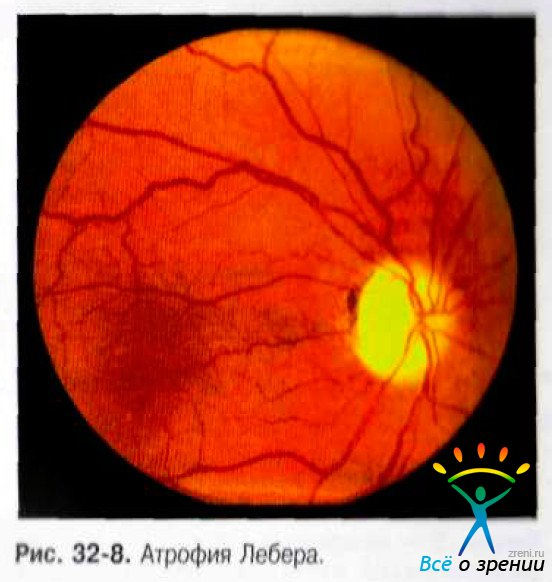 Рис. 32-8. Атрофия Лебера.
zreni.ru
Всё о зрении